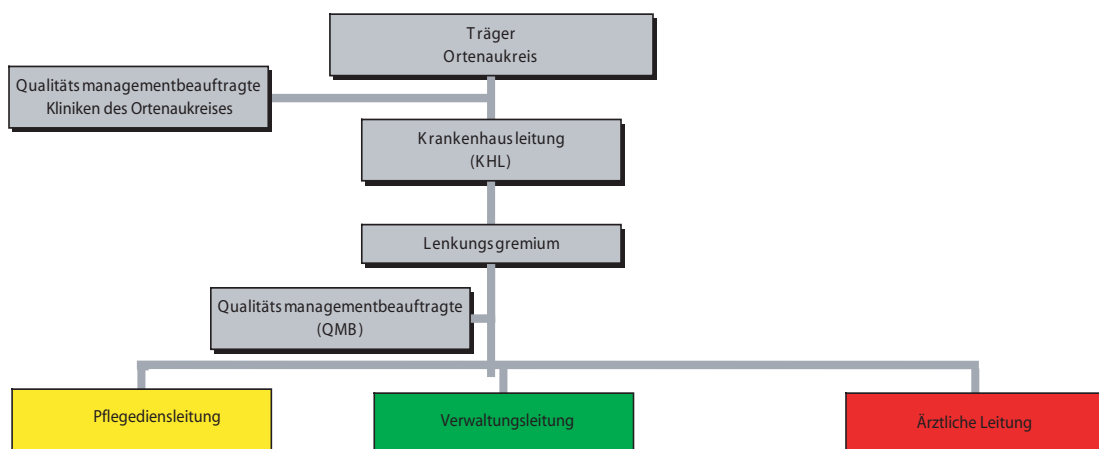 Träger
Ortenaukreis
Qualitätsmanagementbeauftragte
Kliniken des Ortenaukreises
Krankenhausleitung
(KHL)
Lenkungsgremium
Qualitätsmanagementbeauftragte
(QMB)
Pflegediensleitung
Verwaltungsleitung
Ärztliche Leitung